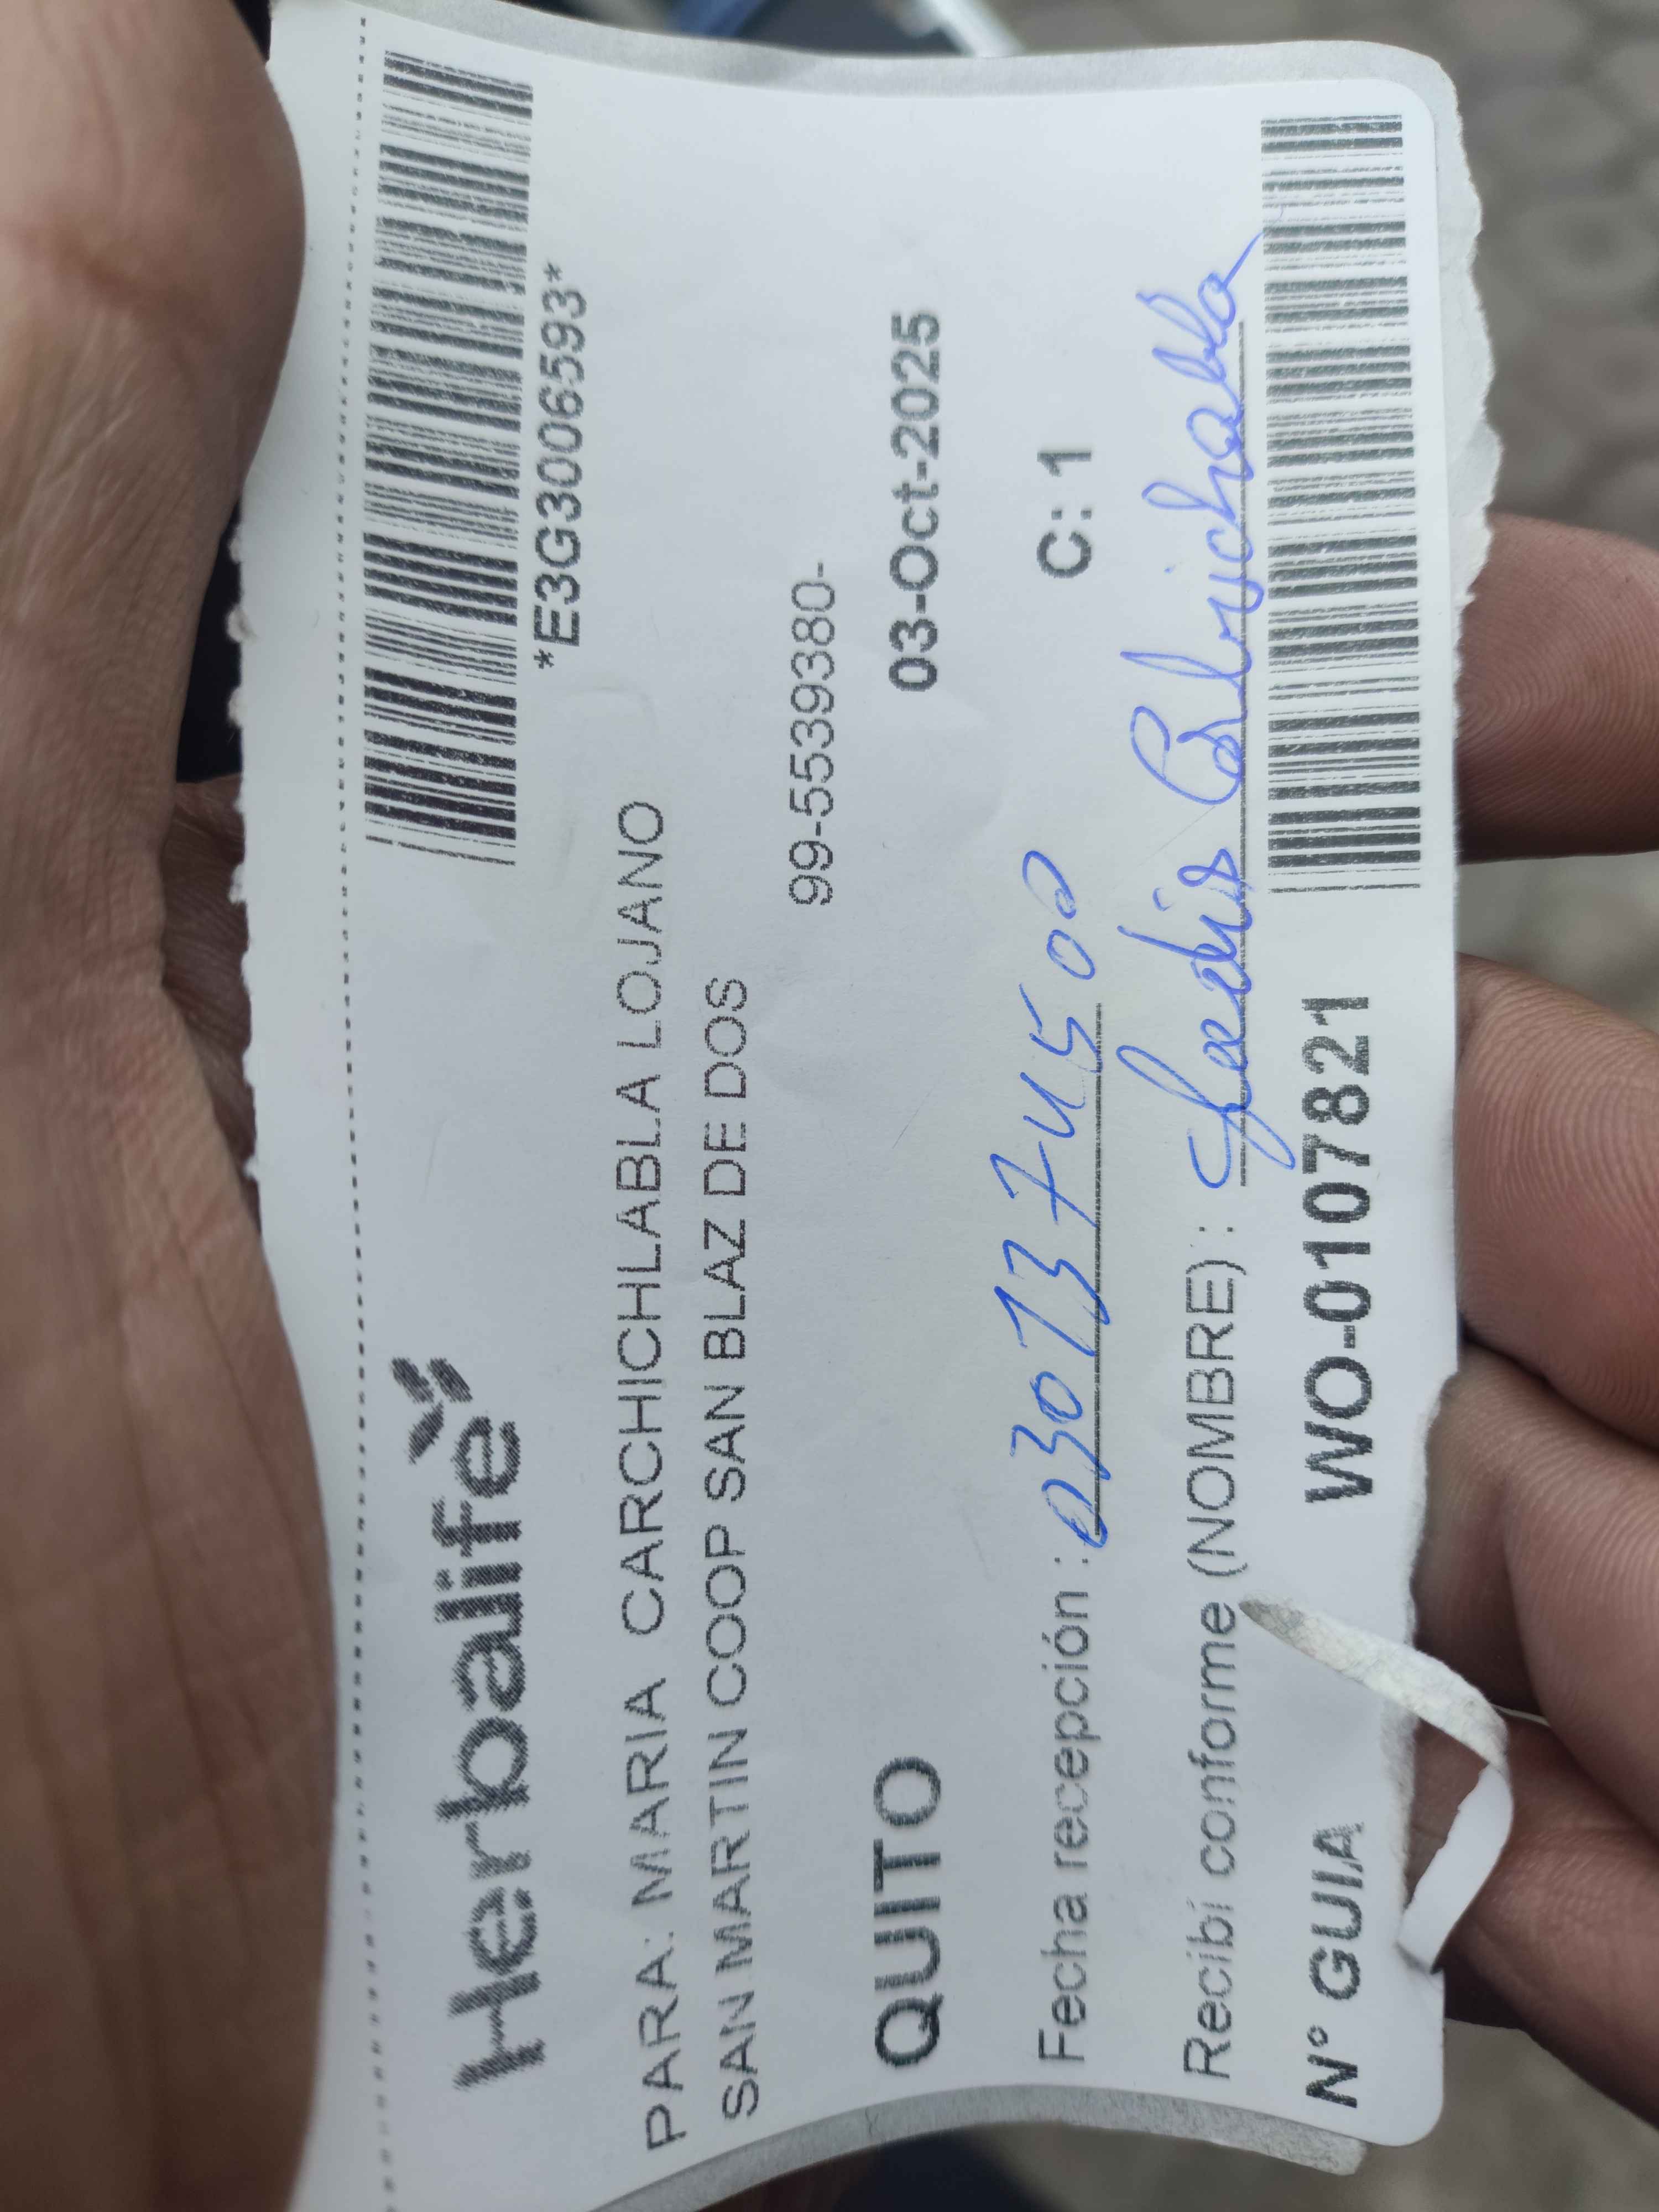 Herbalife
*E3G3006593*
PARA: MARIA CARCHICHLABLA LOJANO
SAN MARTIN COOP SAN BLAZ DE DOS
99-5539380-
QUITO 03-Oct-2025
Fecha recepción : 0301374500
C: 1
Recibí conforme (NOMBRE) :
N° GUIA WO-0107821